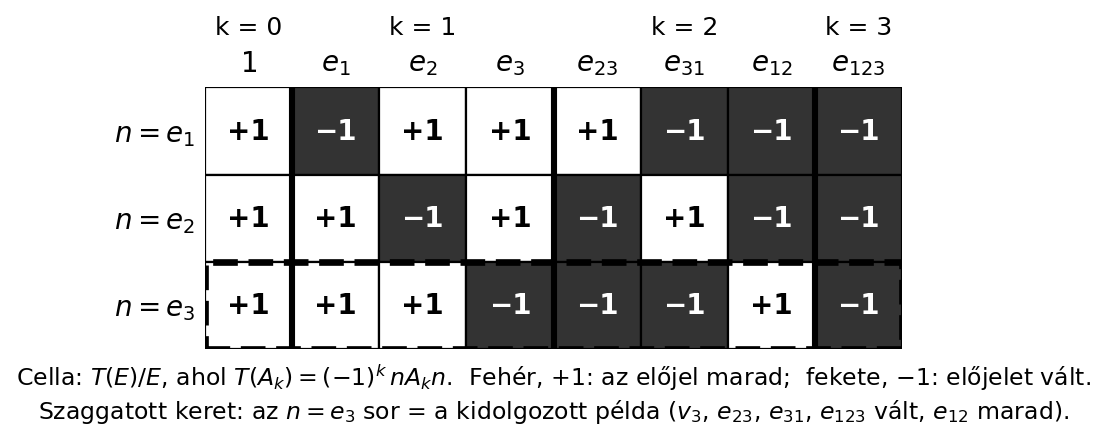 k = 0 k = 1 k = 2 k = 3
1 e₁ e₂ e₃ e₂₃ e₃₁ e₁₂ e₁₂₃
n = e₁ +1 −1 +1 +1 +1 −1 −1 −1
n = e₂ +1 +1 −1 +1 −1 +1 −1 −1
n = e₃ +1 +1 +1 −1 −1 −1 +1 −1
Cella: T(E)/E, ahol T(Aₖ) = (−1)ᵏ nAₖn. Fehér, +1: az előjel marad; fekete, −1: előjelet vált.
Szaggatott keret: az n = e₃ sor = a kidolgozott példa (v₃, e₂₃, e₃₁, e₁₂₃ vált, e₁₂ marad).